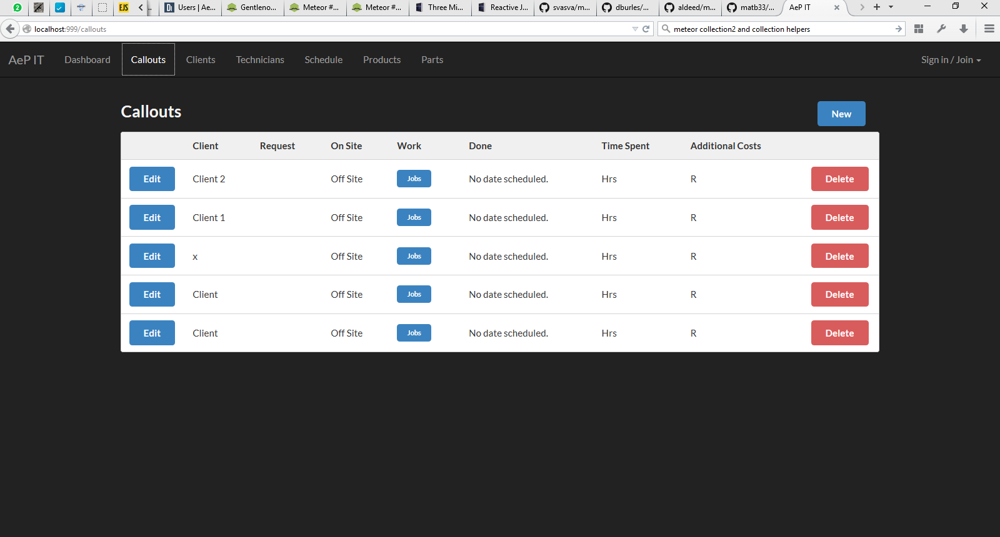 2 EJS Users | Ae... Gentleno... Meteor #... Meteor #... Three Mi... Reactive J... svasva/m... dburles/... aldeed/m... matb33/... AeP IT
localhost:999/callouts meteor collection2 and collection helpers
AeP IT Dashboard Callouts Clients Technicians Schedule Products Parts Sign in / Join
Callouts New
Client Request On Site Work Done Time Spent Additional Costs
Edit Client 2 Off Site Jobs No date scheduled. Hrs R Delete
Edit Client 1 Off Site Jobs No date scheduled. Hrs R Delete
Edit x Off Site Jobs No date scheduled. Hrs R Delete
Edit Client Off Site Jobs No date scheduled. Hrs R Delete
Edit Client Off Site Jobs No date scheduled. Hrs R Delete